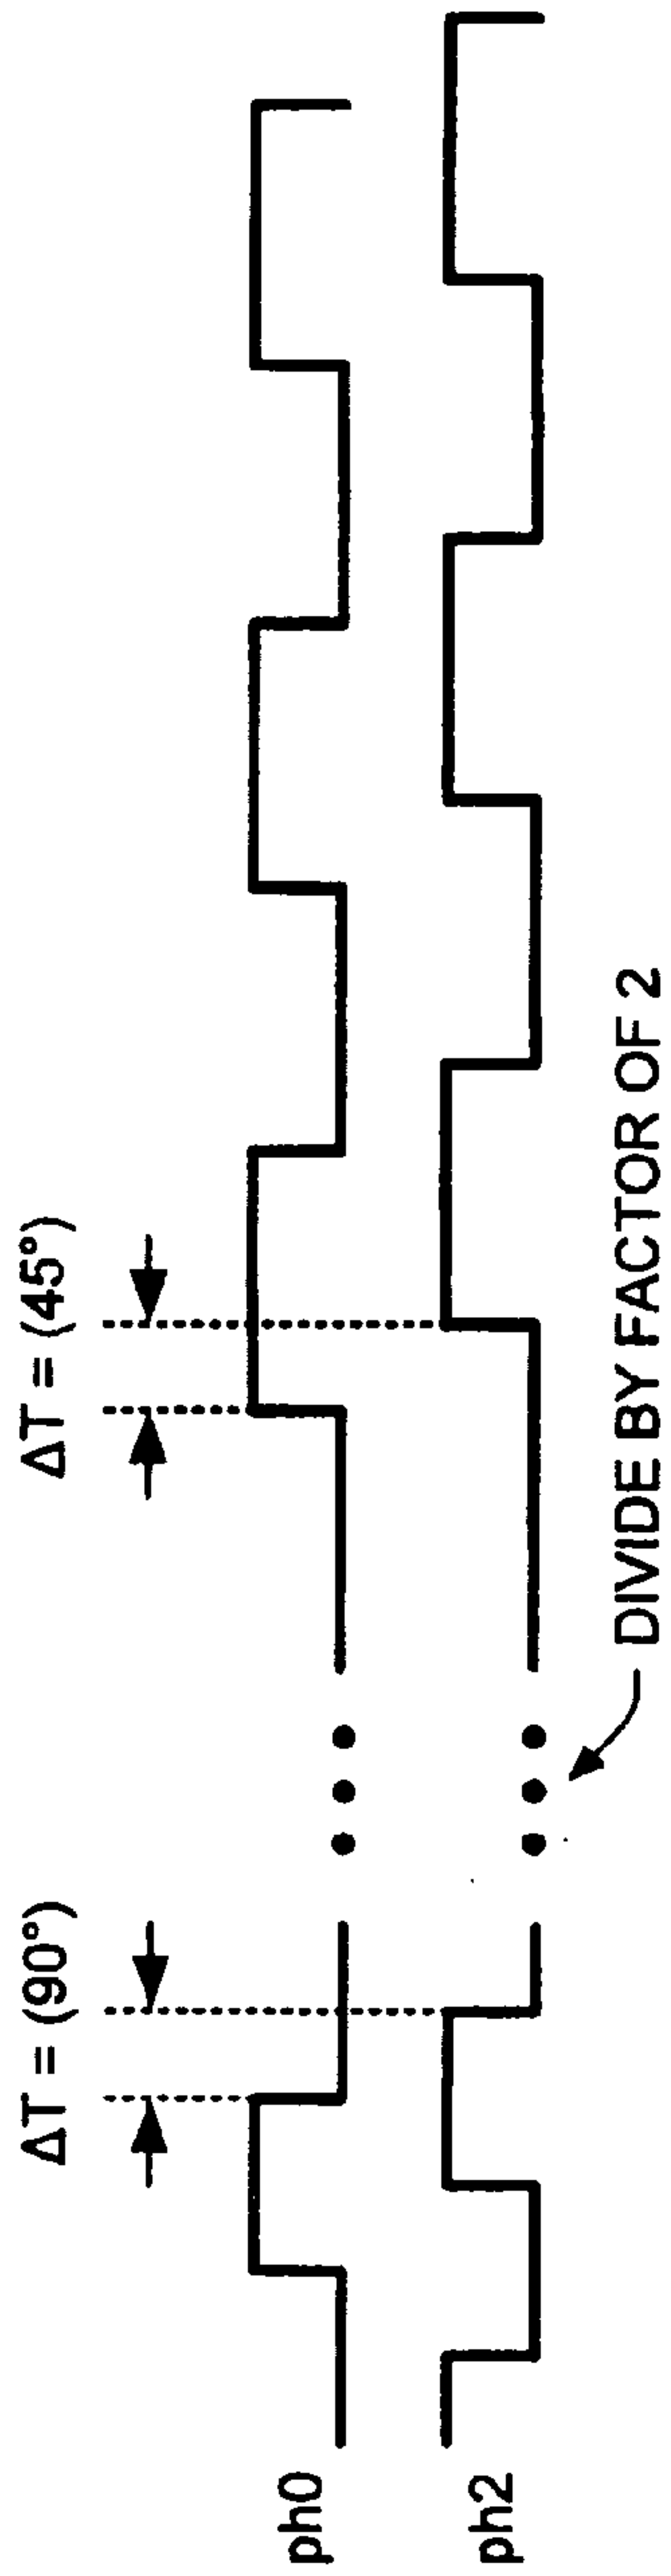 ΔT = (90°)
ΔT = (45°)
ph0
ph2
DIVIDE BY FACTOR OF 2